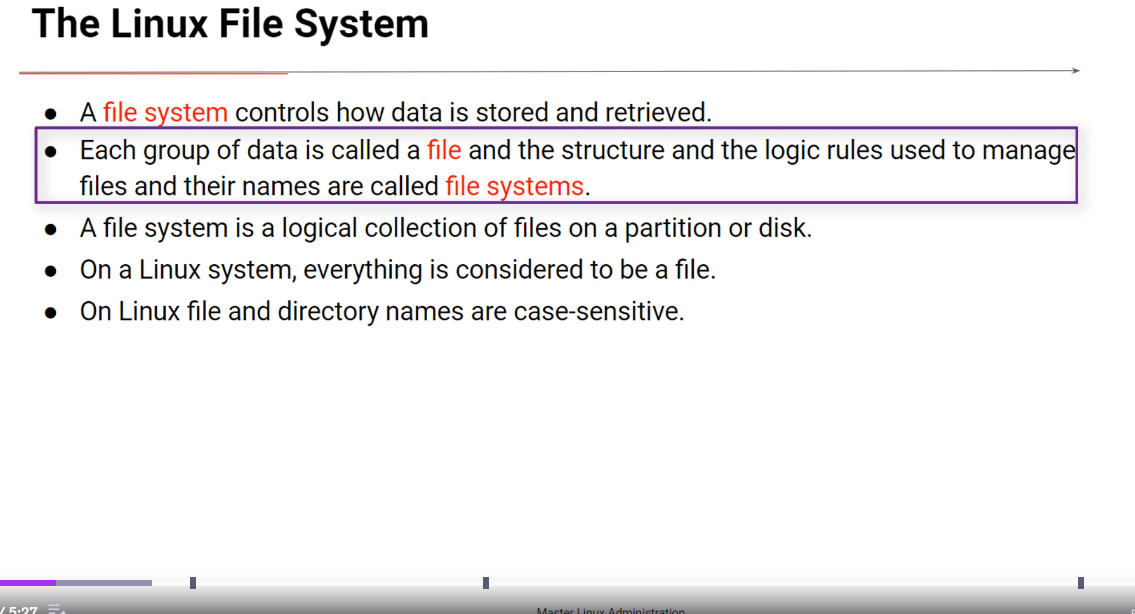 The Linux File System
● A file system controls how data is stored and retrieved.
● Each group of data is called a file and the structure and the logic rules used to manage
files and their names are called file systems.
● A file system is a logical collection of files on a partition or disk.
● On a Linux system, everything is considered to be a file.
● On Linux file and directory names are case-sensitive.
/ 5:27
Master Linux Administration